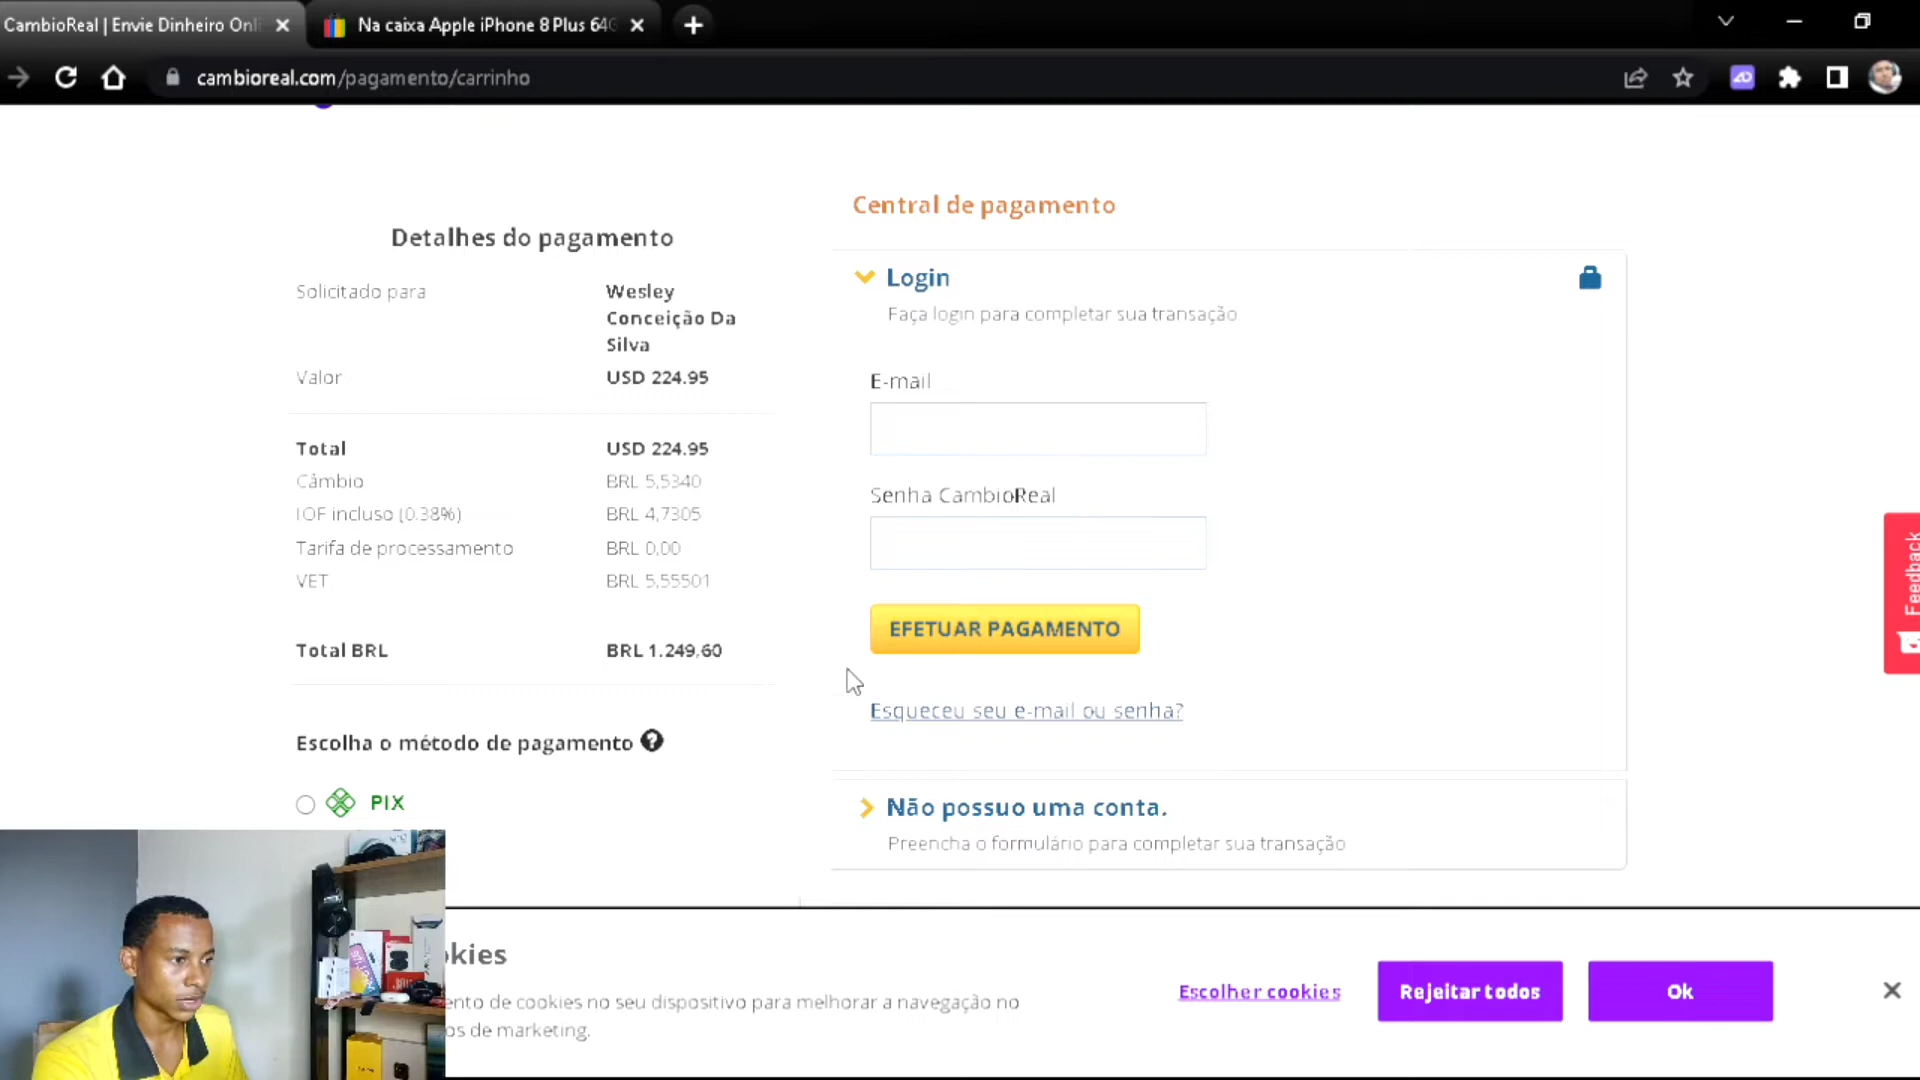 CambioReal | Envie Dinheiro Onli
Na caixa Apple iPhone 8 Plus 64G
cambioreal.com/pagamento/carrinho
Detalhes do pagamento
Solicitado para Wesley
Conceição Da
Silva
Valor USD 224.95
Total USD 224.95
Câmbio BRL 5,5340
IOF incluso (0.38%) BRL 4,7305
Tarifa de processamento BRL 0,00
VET BRL 5,55501
Total BRL BRL 1.249,60
Escolha o método de pagamento ?
PIX
Central de pagamento
Login
Faça login para completar sua transação
E-mail
Senha CambioReal
EFETUAR PAGAMENTO
Esqueceu seu e-mail ou senha?
Não possuo uma conta.
Preencha o formulário para completar sua transação
Feedback
okies
ento de cookies no seu dispositivo para melhorar a navegação no
os de marketing.
Escolher cookies
Rejeitar todos
Ok